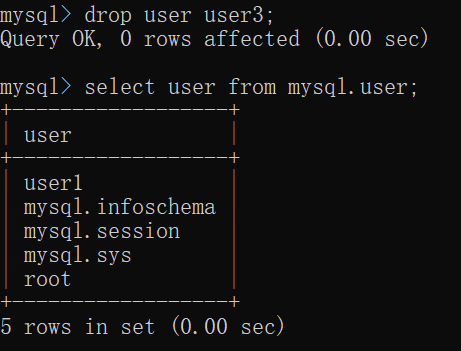 mysql> drop user user3;
Query OK, 0 rows affected (0.00 sec)
mysql> select user from mysql.user;
+------------------+
| user             |
+------------------+
| user1            |
| mysql.infoschema |
| mysql.session    |
| mysql.sys        |
| root             |
+------------------+
5 rows in set (0.00 sec)